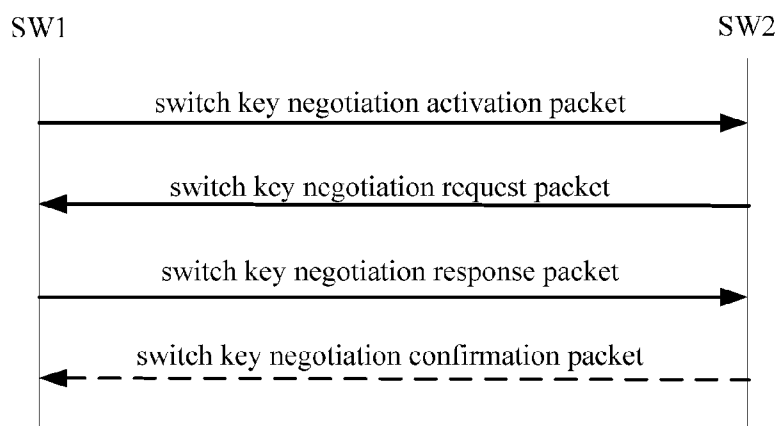 SW1
SW2
switch key negotiation activation packet
switch key negotiation request packet
switch key negotiation response packet
switch key negotiation confirmation packet